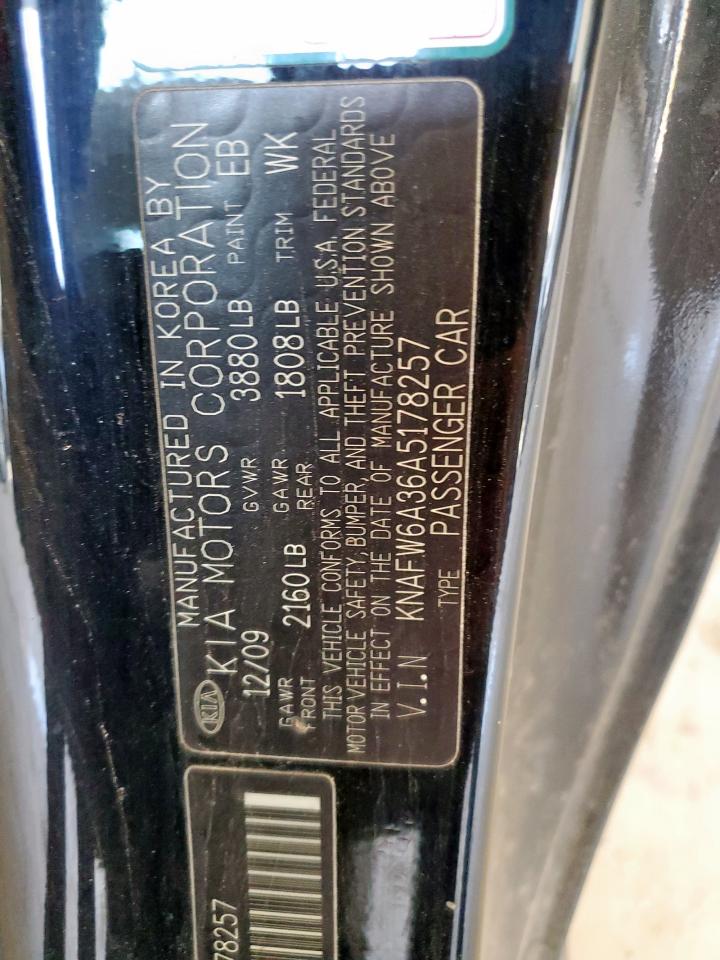 MANUFACTURED IN KOREA BY
KIA KIA MOTORS CORPORATION
12/09 GVWR 3880LB PAINT EB
GAWR FRONT 2160LB GAWR REAR 1808LB TRIM WK
THIS VEHICLE CONFORMS TO ALL APPLICABLE U.S.A. FEDERAL
MOTOR VEHICLE SAFETY, BUMPER, AND THEFT PREVENTION STANDARDS
IN EFFECT ON THE DATE OF MANUFACTURE SHOWN ABOVE
V.I.N KNAFW6A36A5178257
TYPE PASSENGER CAR
78257